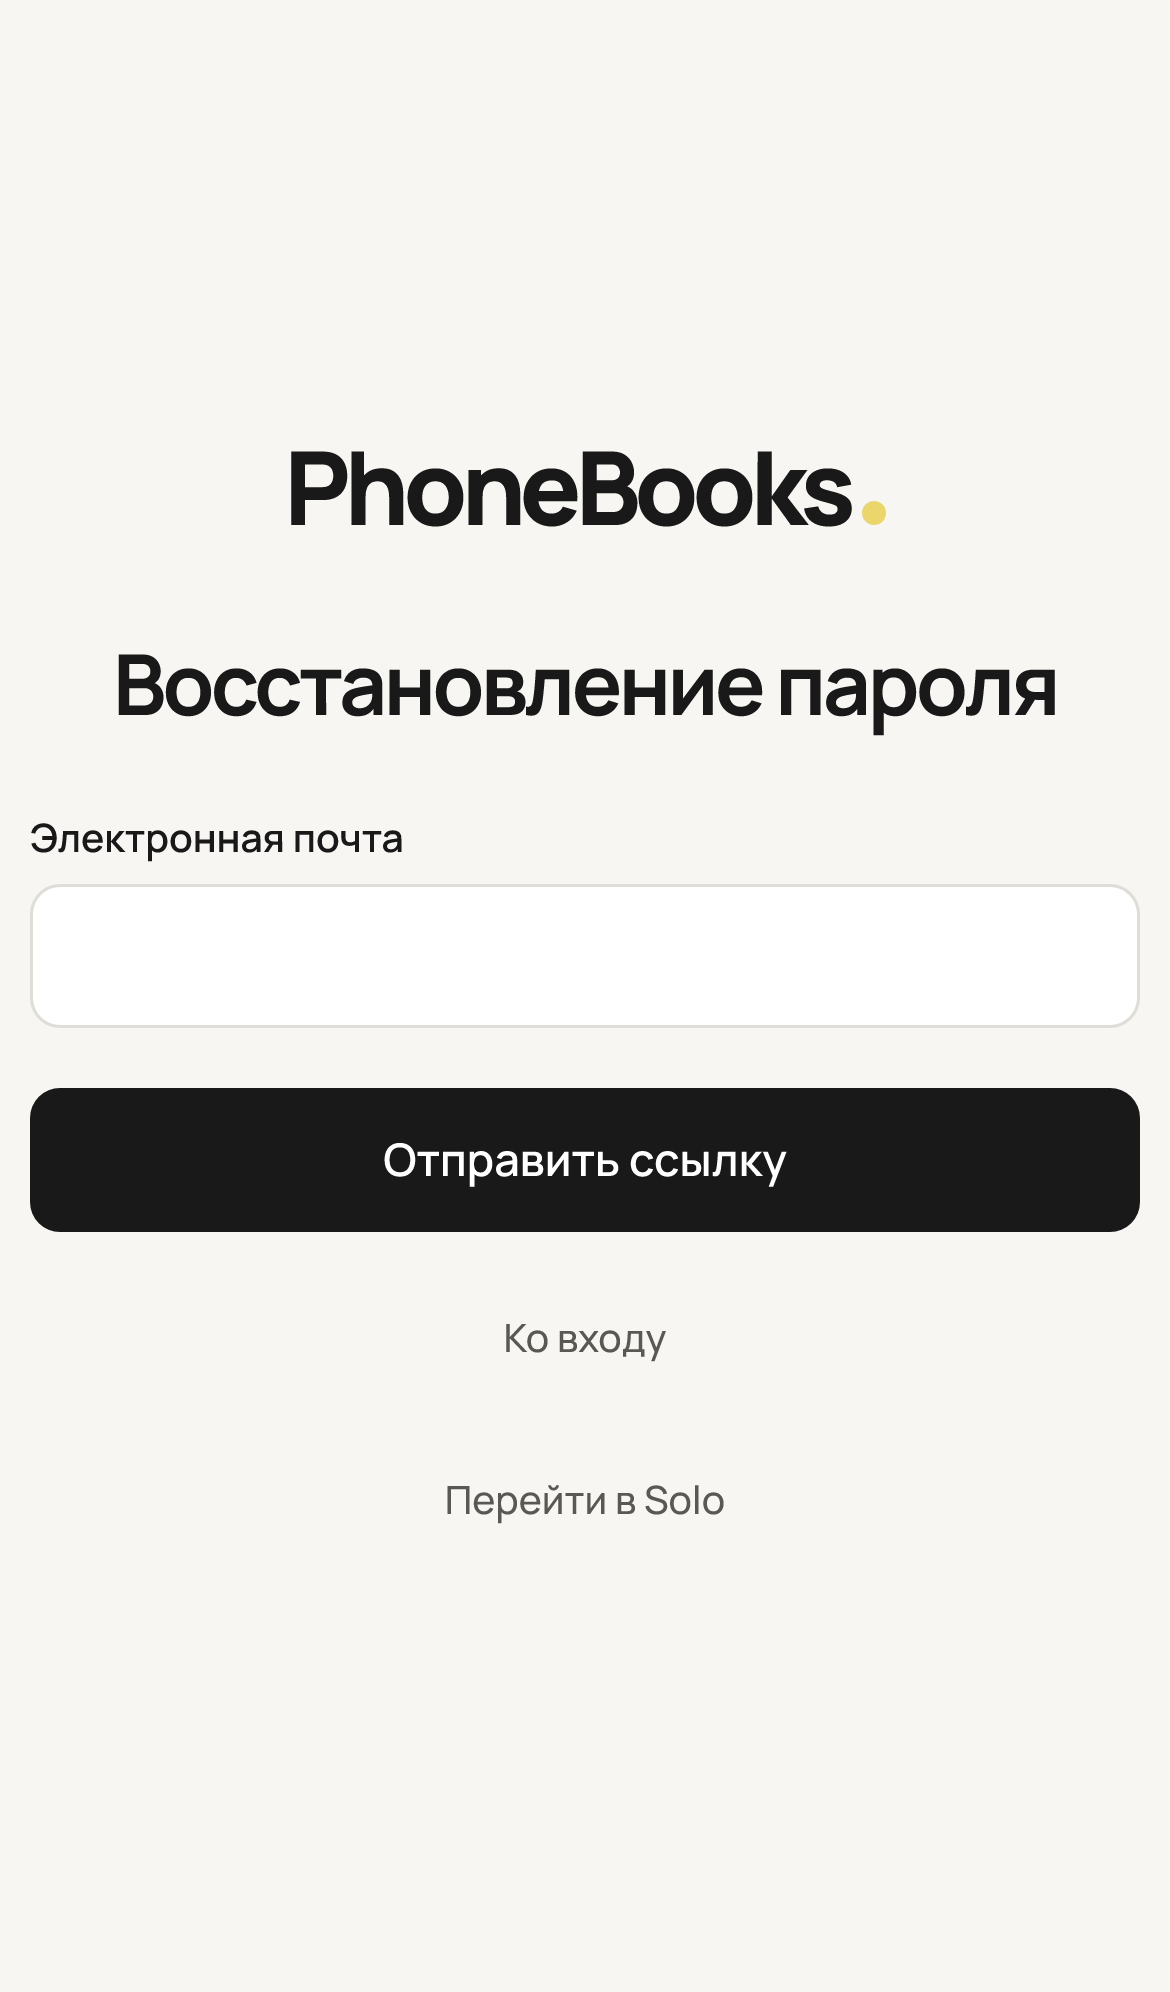 PhoneBooks.
Восстановление пароля
Электронная почта
Отправить ссылку
Ко входу
Перейти в Solo